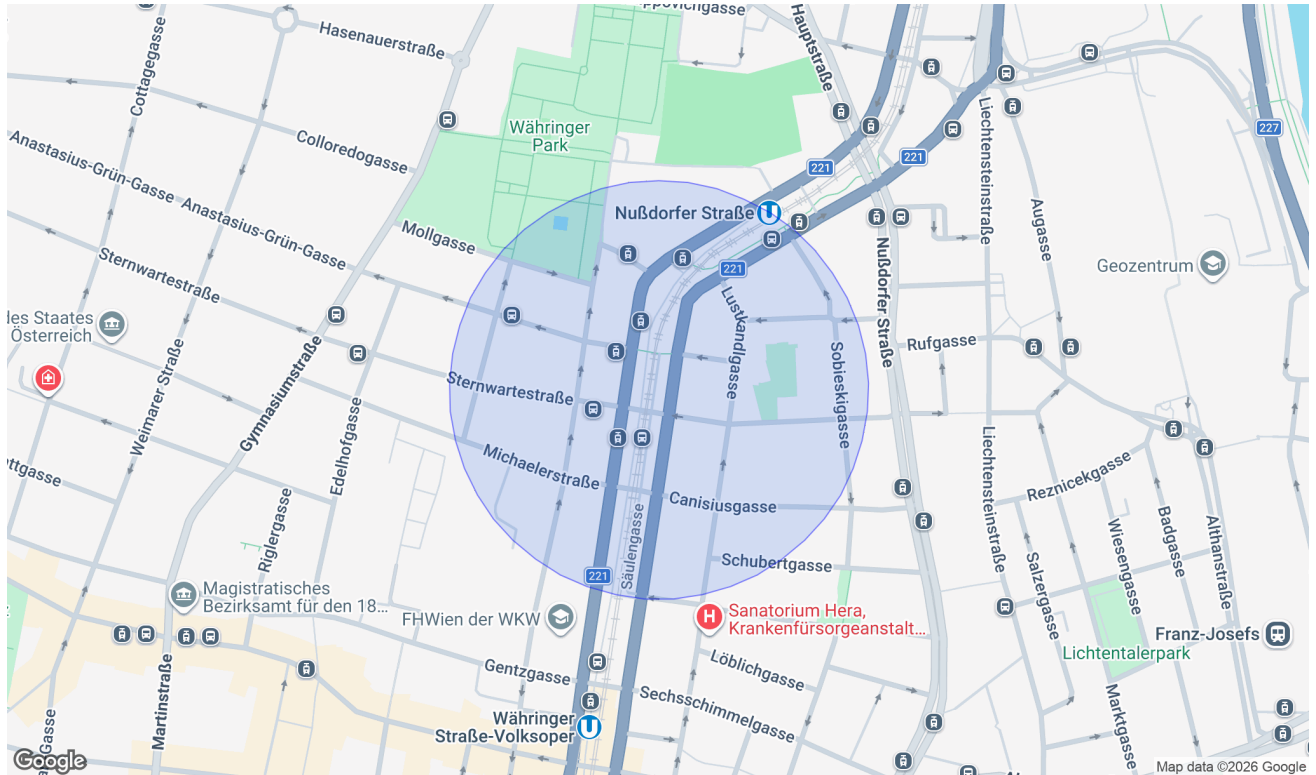 Cottagegasse
Hasenauerstraße
Hauptstraße
Colloredogasse
Währinger
Park
221
221
227
Liechtensteinstraße
Augasse
Anastasius-Grün-Gasse
Anastasius-Grün-Gasse
Mollgasse
Nußdorfer Straße
Sternwartestraße
221
Nußdorfer Straße
Geozentrum
des Staates
Österreich
Weimarer Straße
Gymnasiumstraße
Lustkandlgasse
Sobieskigasse
Rufgasse
Sternwartestraße
Edelhofgasse
Michaelerstraße
Canisiusgasse
Liechtensteinstraße
Reznicekgasse
Riglergasse
Säulengasse
Schubertgasse
Wiesengasse
Badgasse
Althanstraße
Salzergasse
221
Magistratisches
Bezirksamt für den 18...
FHWien der WKW
Sanatorium Hera,
Krankenfürsorgeanstalt...
Franz-Josefs
Lichtentalerpark
Martinstraße
Gentzgasse
Löblichgasse
Sechsschimmelgasse
Währinger
Straße-Volksoper
Marktgasse
Google
Map data ©2026 Google